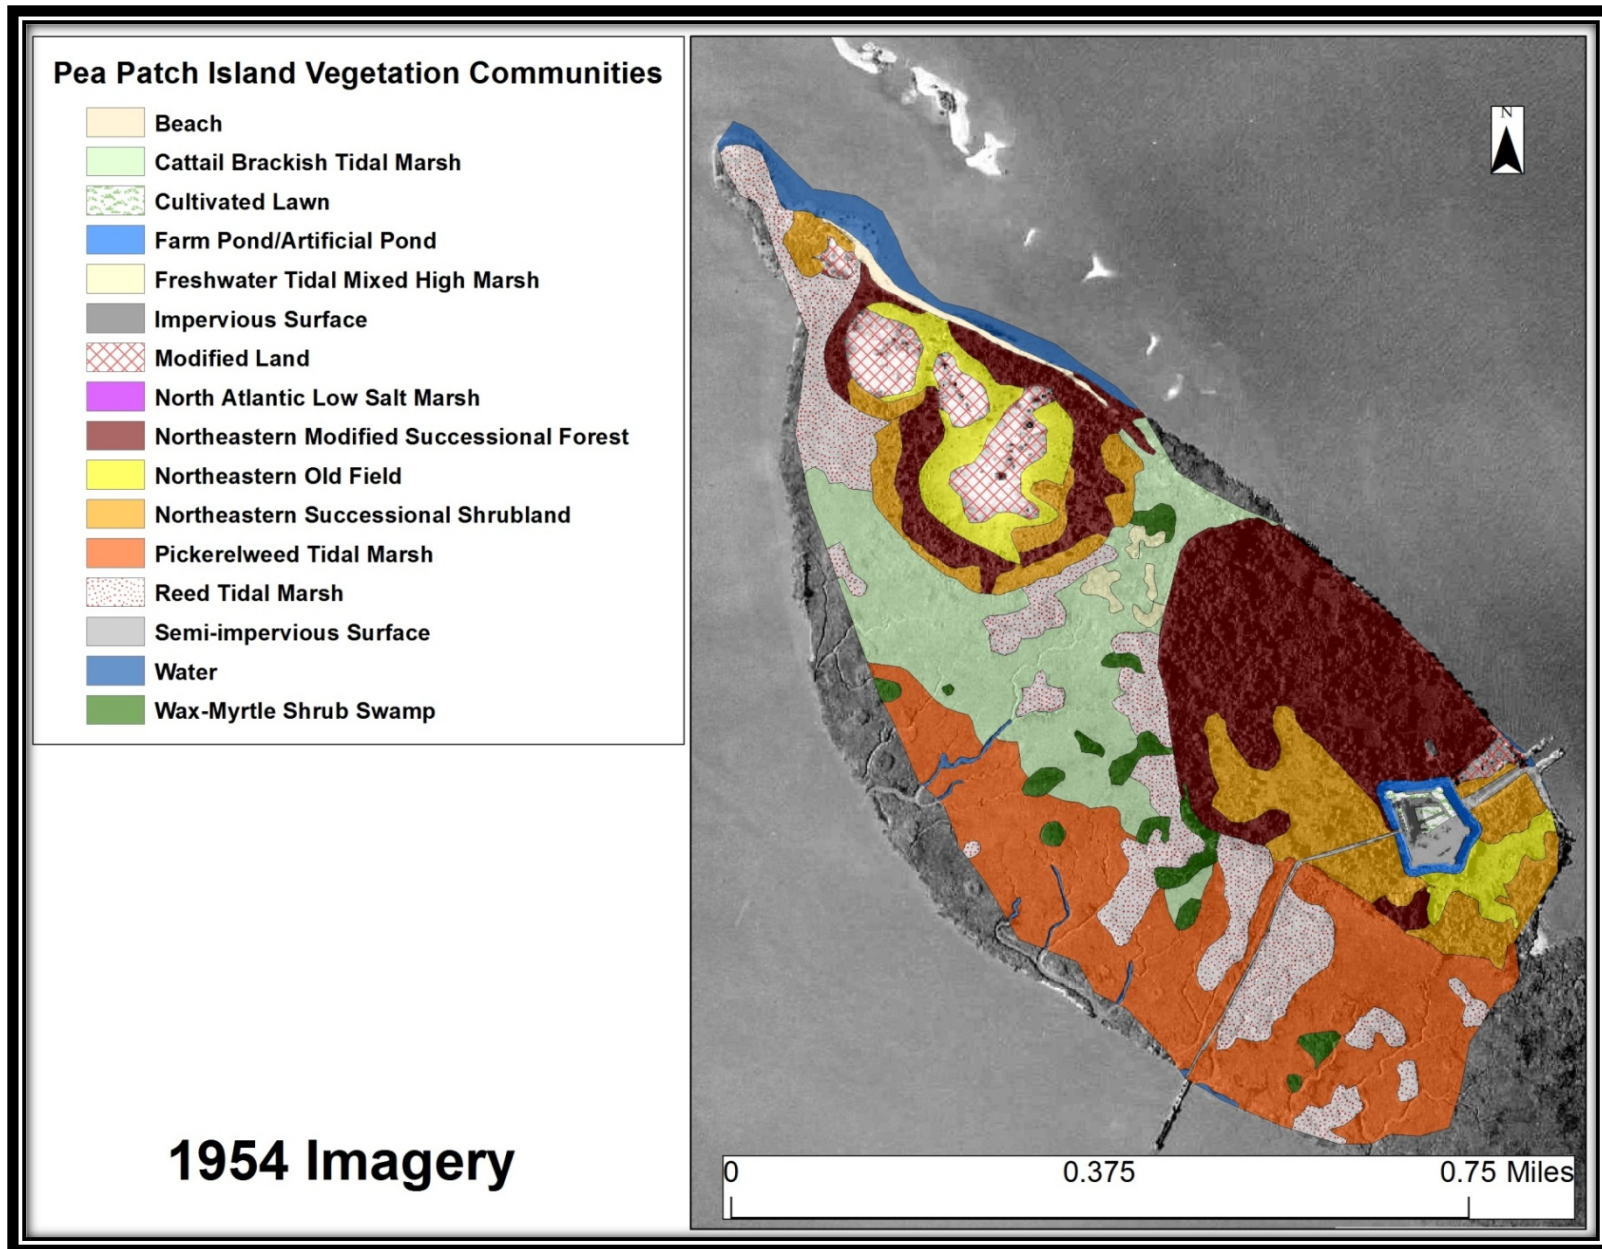 Pea Patch Island Vegetation Communities
Beach
Cattail Brackish Tidal Marsh
Cultivated Lawn
Farm Pond/Artificial Pond
Freshwater Tidal Mixed High Marsh
Impervious Surface
Modified Land
North Atlantic Low Salt Marsh
Northeastern Modified Successional Forest
Northeastern Old Field
Northeastern Successional Shrubland
Pickerelweed Tidal Marsh
Reed Tidal Marsh
Semi-impervious Surface
Water
Wax-Myrtle Shrub Swamp
1954 Imagery
N
0 0.375 0.75 Miles